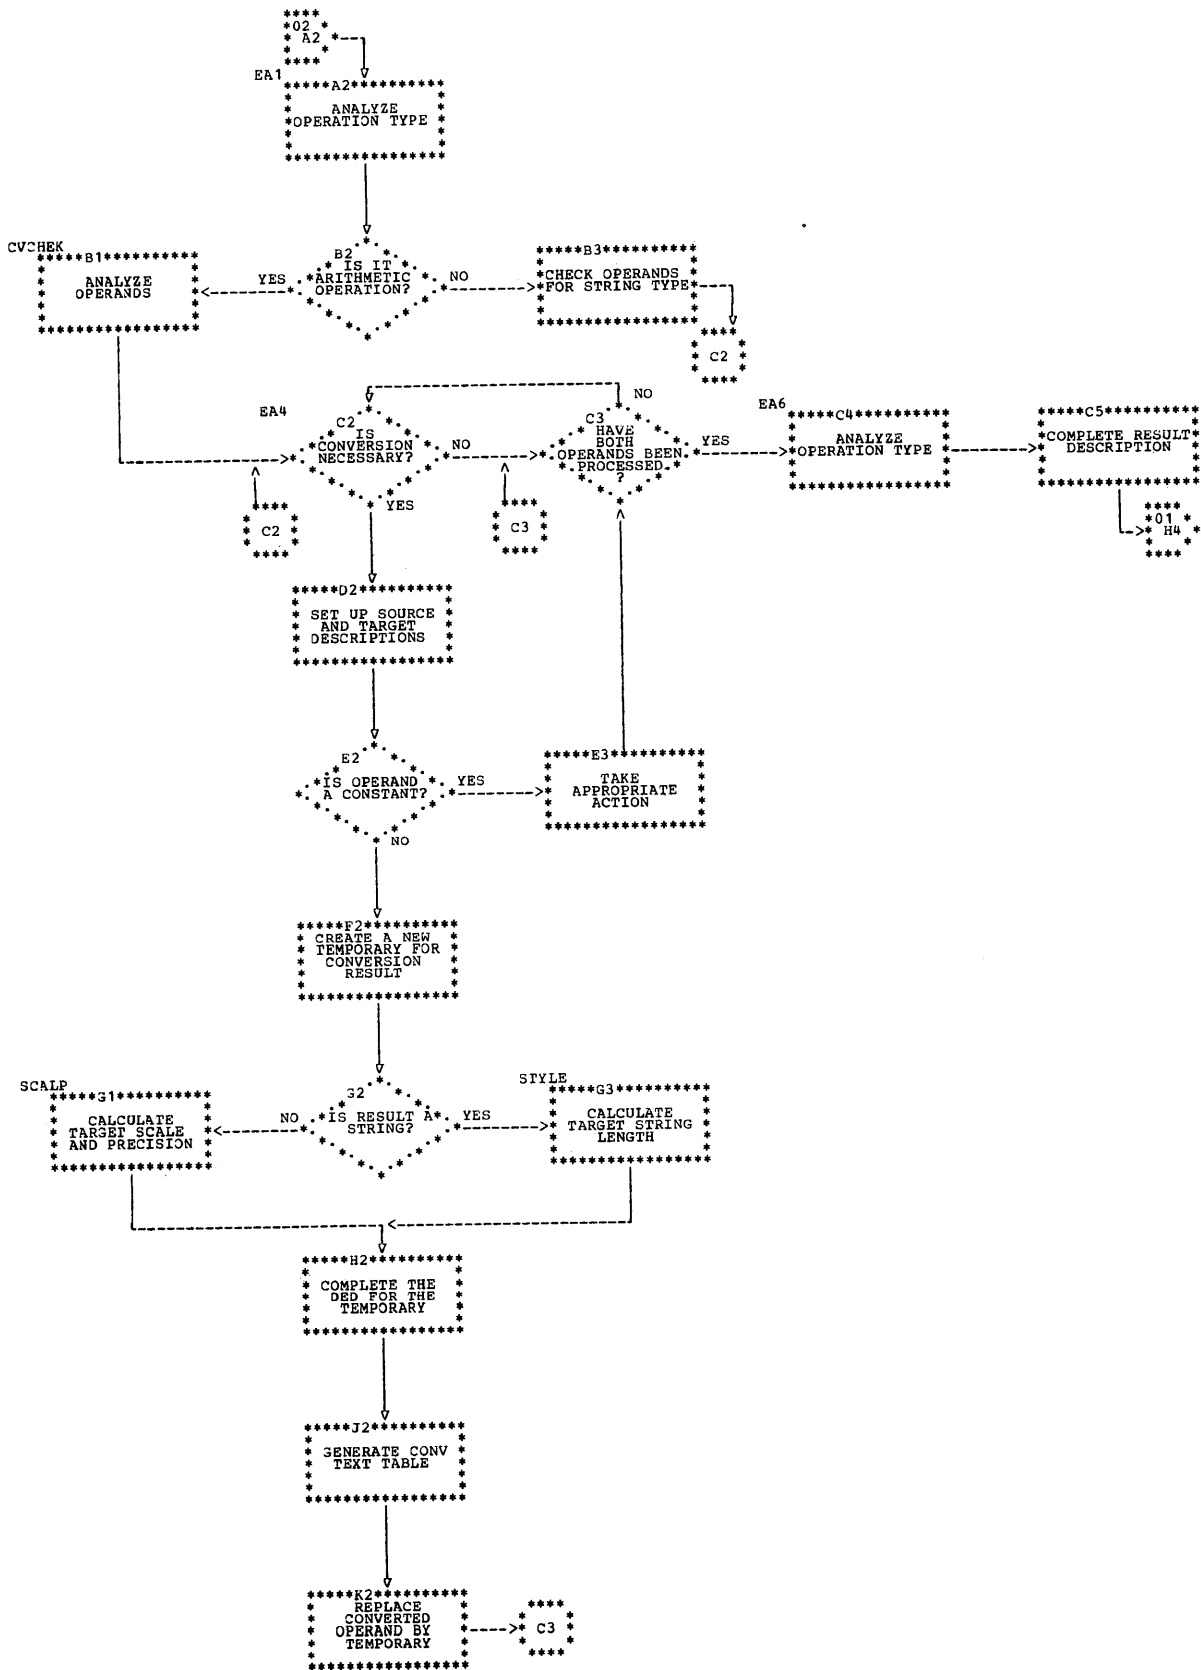 02
A2
EA1
A2
ANALYZE
OPERATION TYPE
CVCHEK
B1
ANALYZE
OPERANDS
YES
B2
IS IT
ARITHMETIC
OPERATION?
NO
B3
CHECK OPERANDS
FOR STRING TYPE
C2
EA4
C2
IS
CONVERSION
NECESSARY?
NO
YES
C2
C3
HAVE
BOTH
OPERANDS BEEN
PROCESSED
?
NO
YES
C3
EA6
C4
ANALYZE
OPERATION TYPE
C5
COMPLETE RESULT
DESCRIPTION
01
H4
D2
SET UP SOURCE
AND TARGET
DESCRIPTIONS
E2
IS OPERAND
A CONSTANT?
YES
NO
E3
TAKE
APPROPRIATE
ACTION
F2
CREATE A NEW
TEMPORARY FOR
CONVERSION
RESULT
SCALP
G1
CALCULATE
TARGET SCALE
AND PRECISION
NO
G2
IS RESULT A
STRING?
YES
STYLE
G3
CALCULATE
TARGET STRING
LENGTH
H2
COMPLETE THE
DED FOR THE
TEMPORARY
J2
GENERATE CONV
TEXT TABLE
K2
REPLACE
CONVERTED
OPERAND BY
TEMPORARY
C3